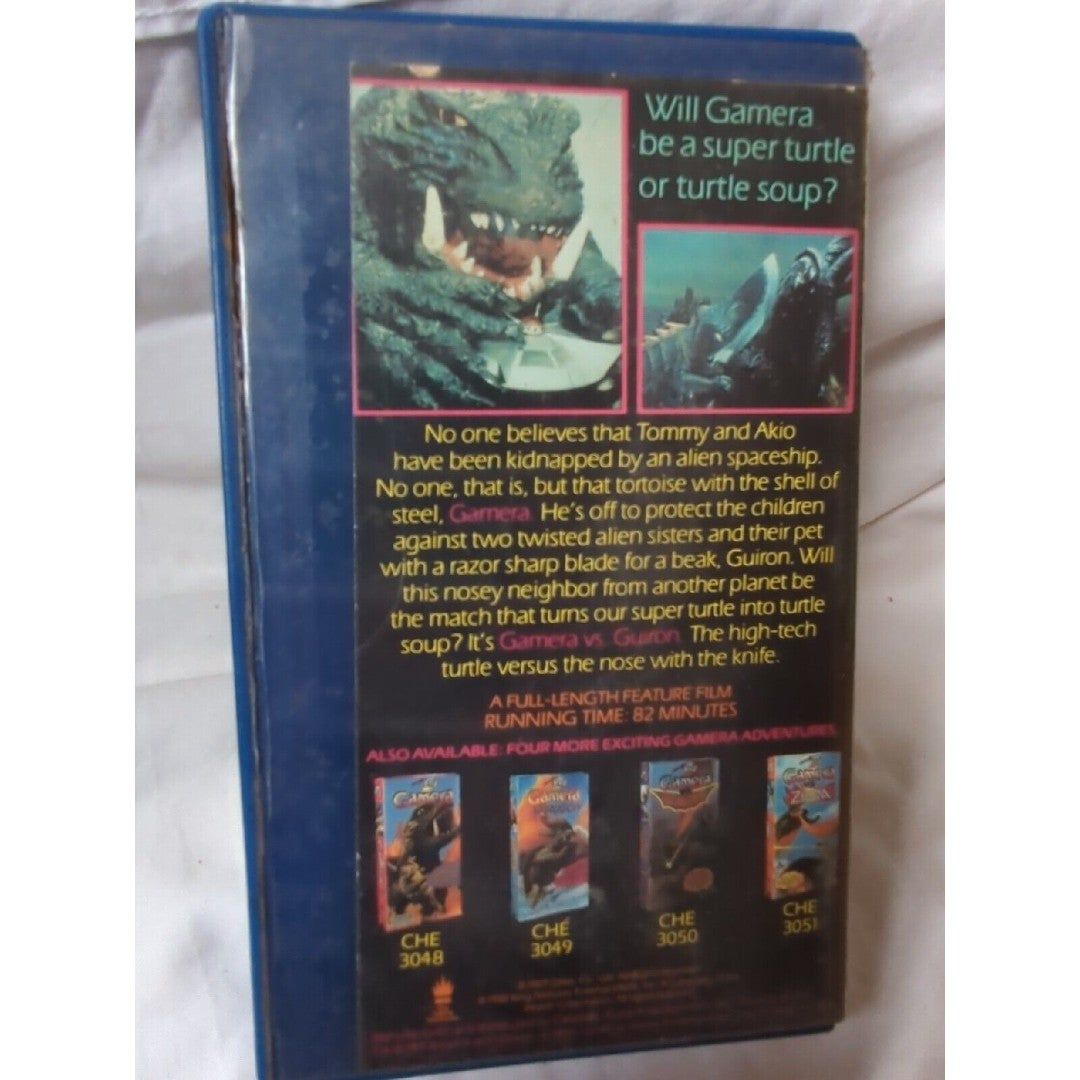 Will Gamera
be a super turtle
or turtle soup?
No one believes that Tommy and Akio
have been kidnapped by an alien spaceship.
No one, that is, but that tortoise with the shell of
steel, Gamera. He's off to protect the children
against two twisted alien sisters and their pet
with a razor sharp blade for a beak, Guiron. Will
this nosey neighbor from another planet be
the match that turns our super turtle into turtle
soup? It's Gamera vs. Guiron. The high-tech
turtle versus the nose with the knife.
A FULL-LENGTH FEATURE FILM
RUNNING TIME: 82 MINUTES
ALSO AVAILABLE: FOUR MORE EXCITING GAMERA ADVENTURES.
Gamera
Gamera
Gamera
Gamera
ZIGRA
CHE
3048
CHE
3049
CHE
3050
CHE
3051